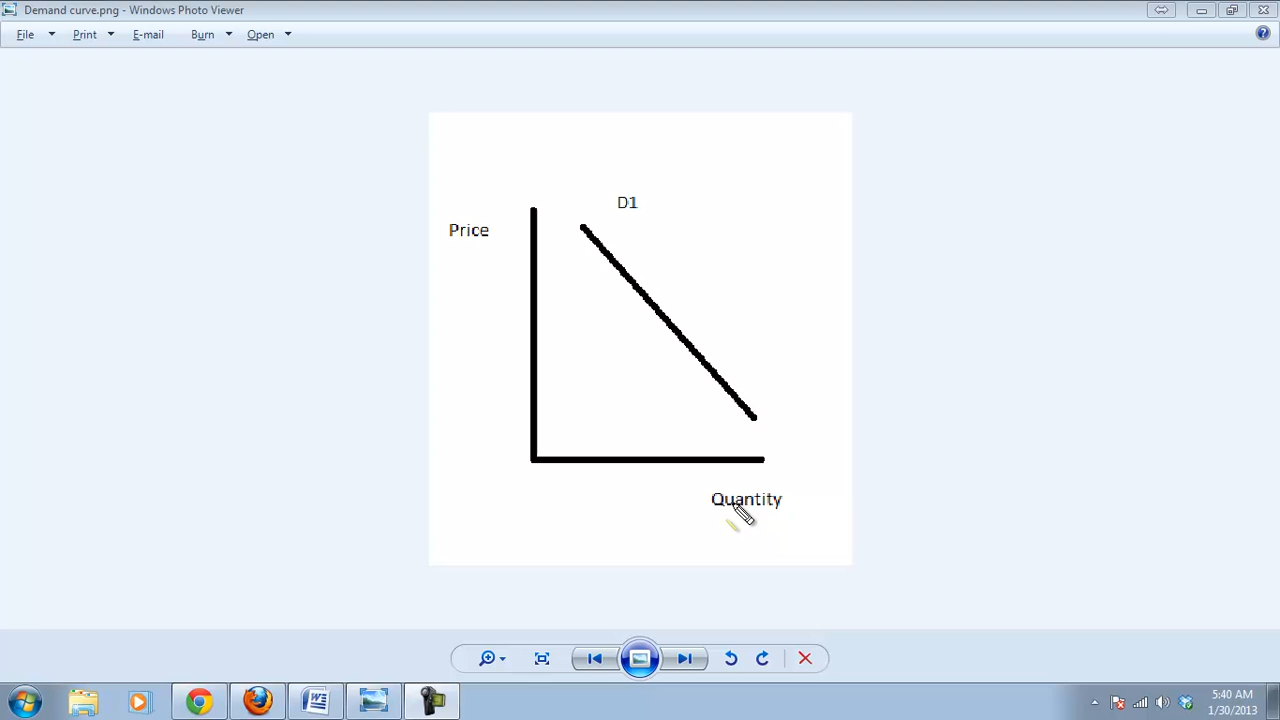 Demand curve.png - Windows Photo Viewer
File Print E-mail Burn Open
D1
Price
Quantity
5:40 AM
1/30/2013